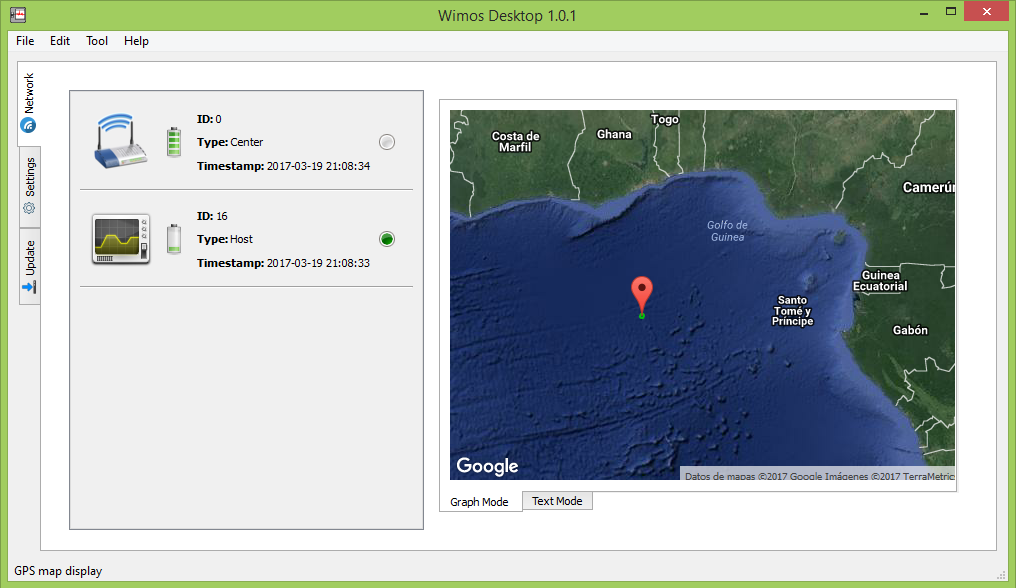 Wimos Desktop 1.0.1
File Edit Tool Help
Network
Settings
Update
ID: 0
Type: Center
Timestamp: 2017-03-19 21:08:34
ID: 16
Type: Host
Timestamp: 2017-03-19 21:08:33
Togo
Ghana
Costa de
Marfil
Camerún
Golfo de
Guinea
Guinea
Ecuatorial
Santo
Tomé y
Príncipe
Gabón
Google
Datos de mapas ©2017 Google Imágenes ©2017 TerraMetric
Graph Mode Text Mode
GPS map display